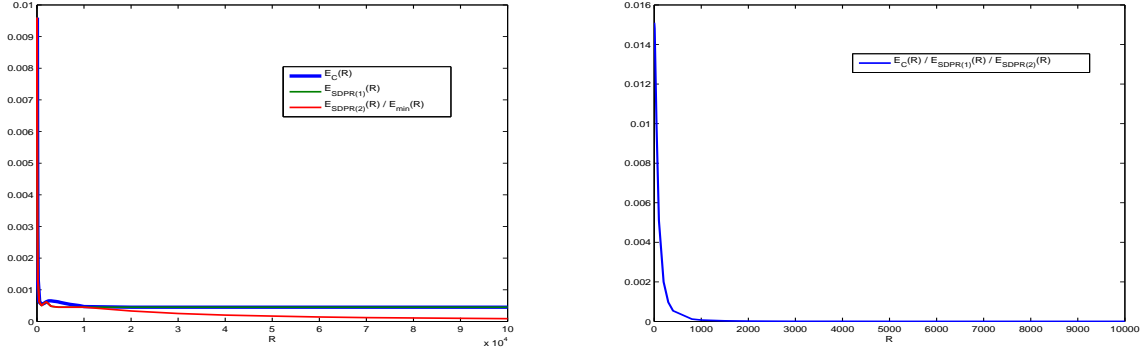 0.01
0.009
0.008
0.007
0.006
0.005
0.004
0.003
0.002
0.001
0
0 1 2 3 4 5 6 7 8 9 10
R
x 10^4
E_C(R)
E_SDPR(1)(R)
E_SDPR(2)(R) / E_min(R)
0.016
0.014
0.012
0.01
0.008
0.006
0.004
0.002
0
0 1000 2000 3000 4000 5000 6000 7000 8000 9000 10000
R
E_C(R) / E_SDPR(1)(R) / E_SDPR(2)(R)